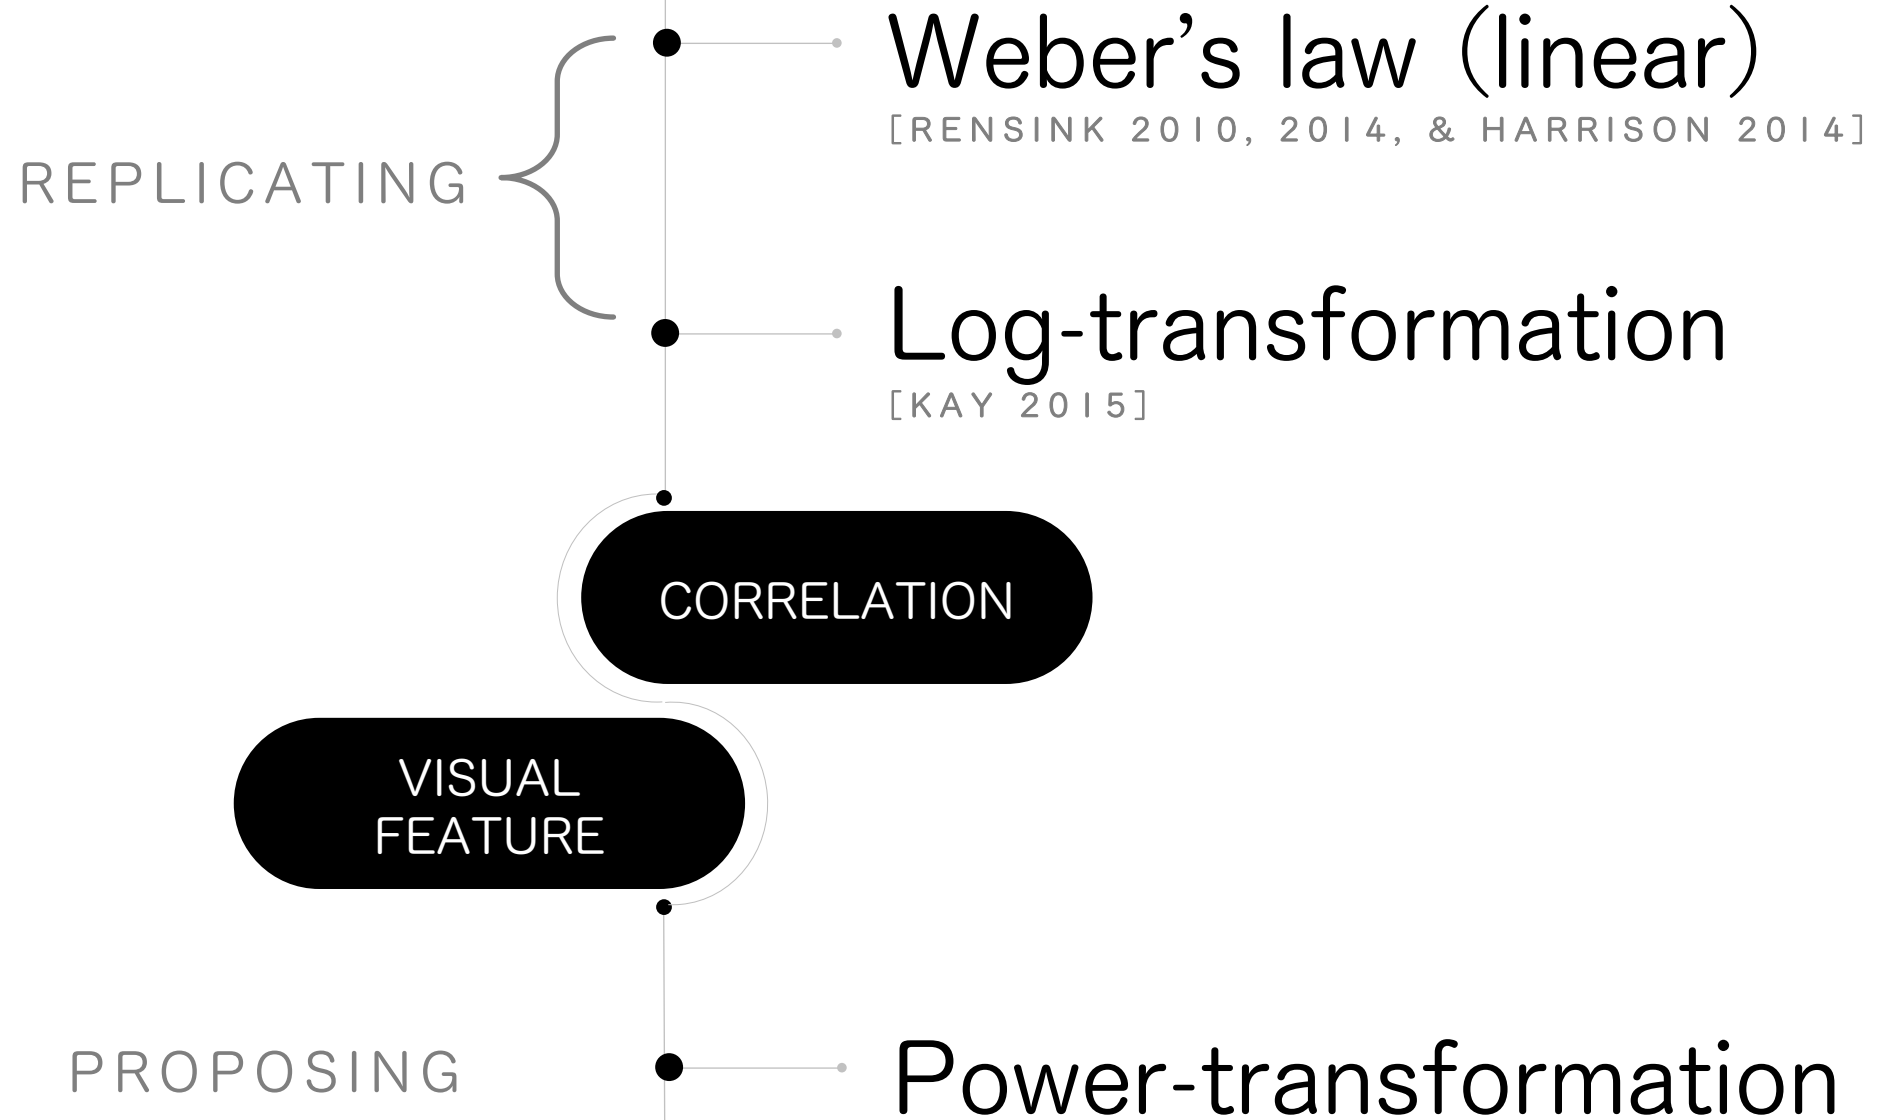 Weber’s law (linear)
[RENSINK 2010, 2014, & HARRISON 2014]
REPLICATING
Log-transformation
[KAY 2015]
CORRELATION
VISUAL
FEATURE
PROPOSING
Power-transformation